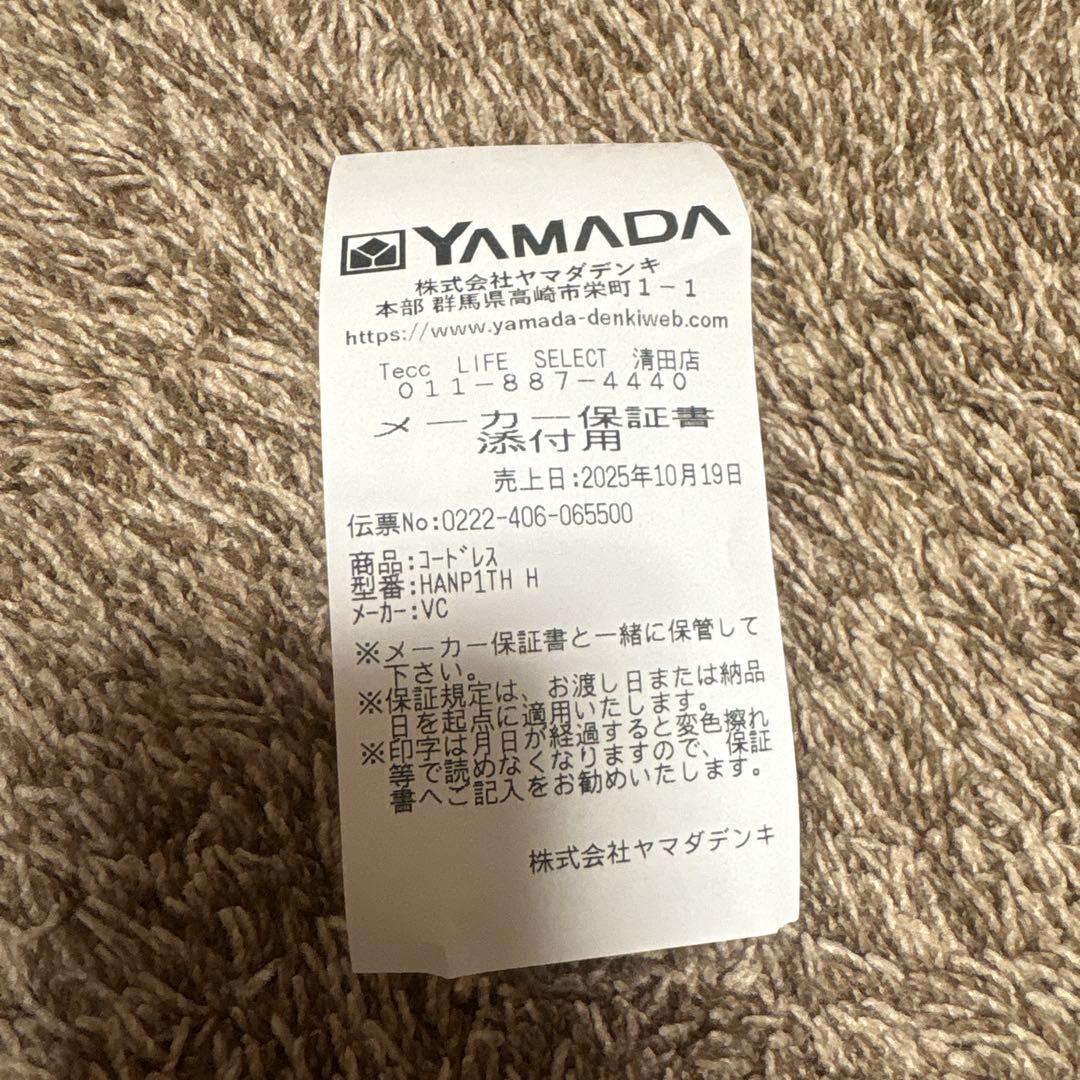 YAMADA
株式会社ヤマダデンキ
本部 群馬県高崎市栄町1-1
https://www.yamada-denkiweb.com
Tecc LIFE SELECT 清田店
011-887-4440
メーカー保証書
添付用
売上日:2025年10月19日
伝票No:0222-406-065500
商品:コードレス
型番:HANP1TH H
メーカー:VC
※メーカー保証書と一緒に保管して
下さい。
※保証規定は、お渡し日または納品
日を起点に適用いたします。
※印字は月日が経過すると変色擦れ
等で読めなくなりますので、保証
書へご記入をお勧めいたします。
株式会社ヤマダデンキ